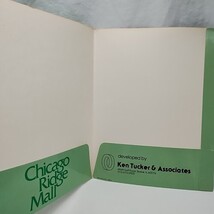 Chicago
Ridge
Mall
developed by
Ken Tucker & Associates